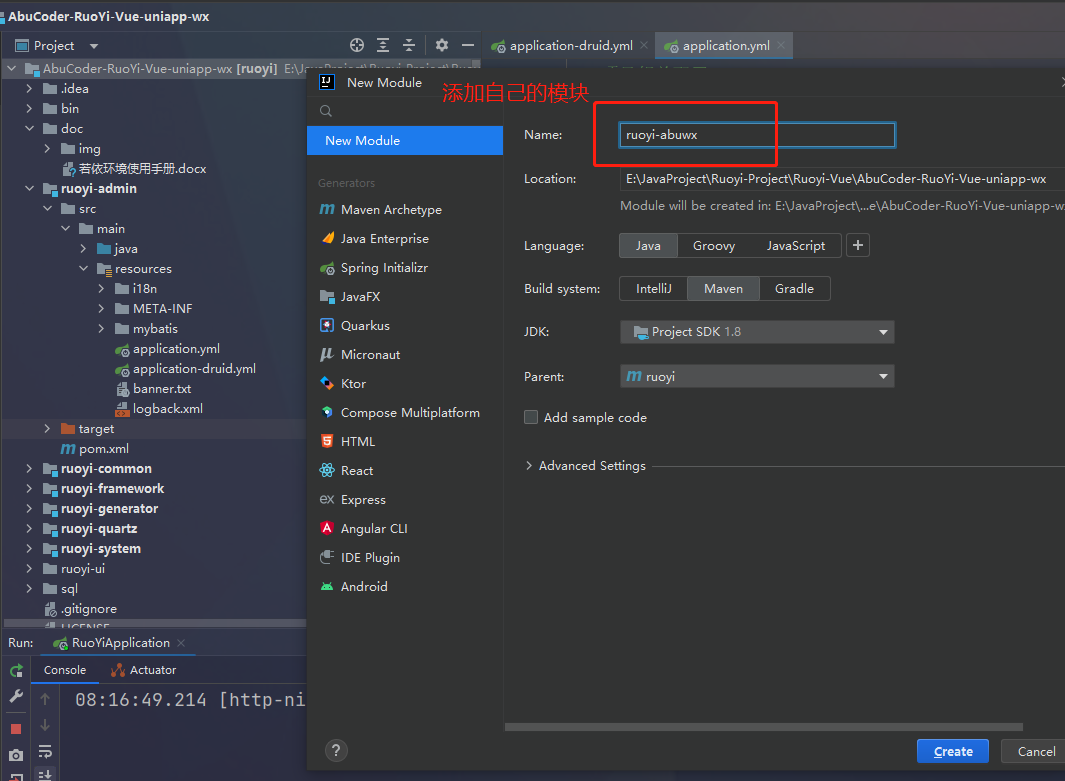 AbuCoder-RuoYi-Vue-uniapp-wx
Project
application-druid.yml
application.yml
AbuCoder-RuoYi-Vue-uniapp-wx [ruoyi]
.idea
bin
doc
img
若依环境使用手册.docx
ruoyi-admin
src
main
java
resources
i18n
META-INF
mybatis
application.yml
application-druid.yml
banner.txt
logback.xml
target
pom.xml
ruoyi-common
ruoyi-framework
ruoyi-generator
ruoyi-quartz
ruoyi-system
ruoyi-ui
sql
.gitignore
New Module
添加自己的模块
New Module
Generators
Maven Archetype
Java Enterprise
Spring Initializr
JavaFX
Quarkus
Micronaut
Ktor
Compose Multiplatform
HTML
React
Express
Angular CLI
IDE Plugin
Android
Name: ruoyi-abuwx
Location: E:\JavaProject\Ruoyi-Project\Ruoyi-Vue\AbuCoder-RuoYi-Vue-uniapp-wx
Module will be created in: E:\JavaProject\...e\AbuCoder-RuoYi-Vue-uniapp-w
Language: Java Groovy JavaScript +
Build system: IntelliJ Maven Gradle
JDK: Project SDK 1.8
Parent: m ruoyi
Add sample code
Advanced Settings
? Create Cancel
Run: RuoYiApplication
Console Actuator
08:16:49.214 [http-ni